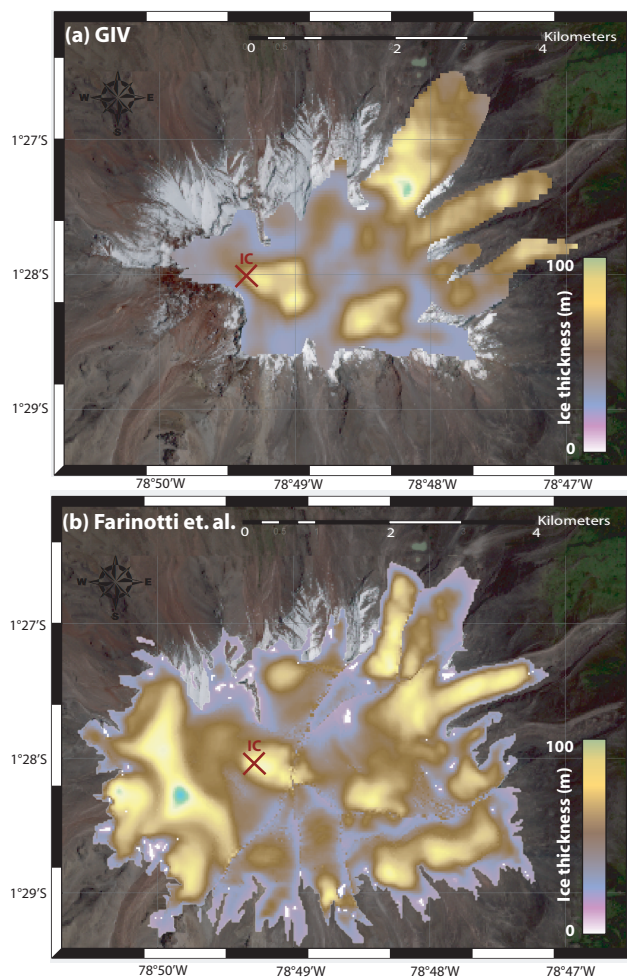 (a) GIV
Kilometers
0 2 4
N
W E
S
1°27'S
1°28'S
1°29'S
IC
100
Ice thickness (m)
0
78°50'W 78°49'W 78°48'W 78°47'W
(b) Farinotti et. al.
Kilometers
0 0.5 2 4
N
W E
S
1°27'S
1°28'S
1°29'S
IC
100
Ice thickness (m)
0
78°50'W 78°49'W 78°48'W 78°47'W